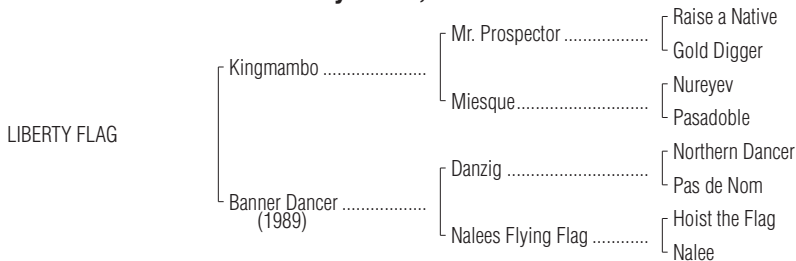 Raise a Native
Mr. Prospector ...................
Gold Digger
Kingmambo .......................
Nureyev
Miesque..............................
Pasadoble
LIBERTY FLAG
Northern Dancer
Danzig ................................
Pas de Nom
Banner Dancer ...................
(1989)
Hoist the Flag
Nalees Flying Flag ............
Nalee